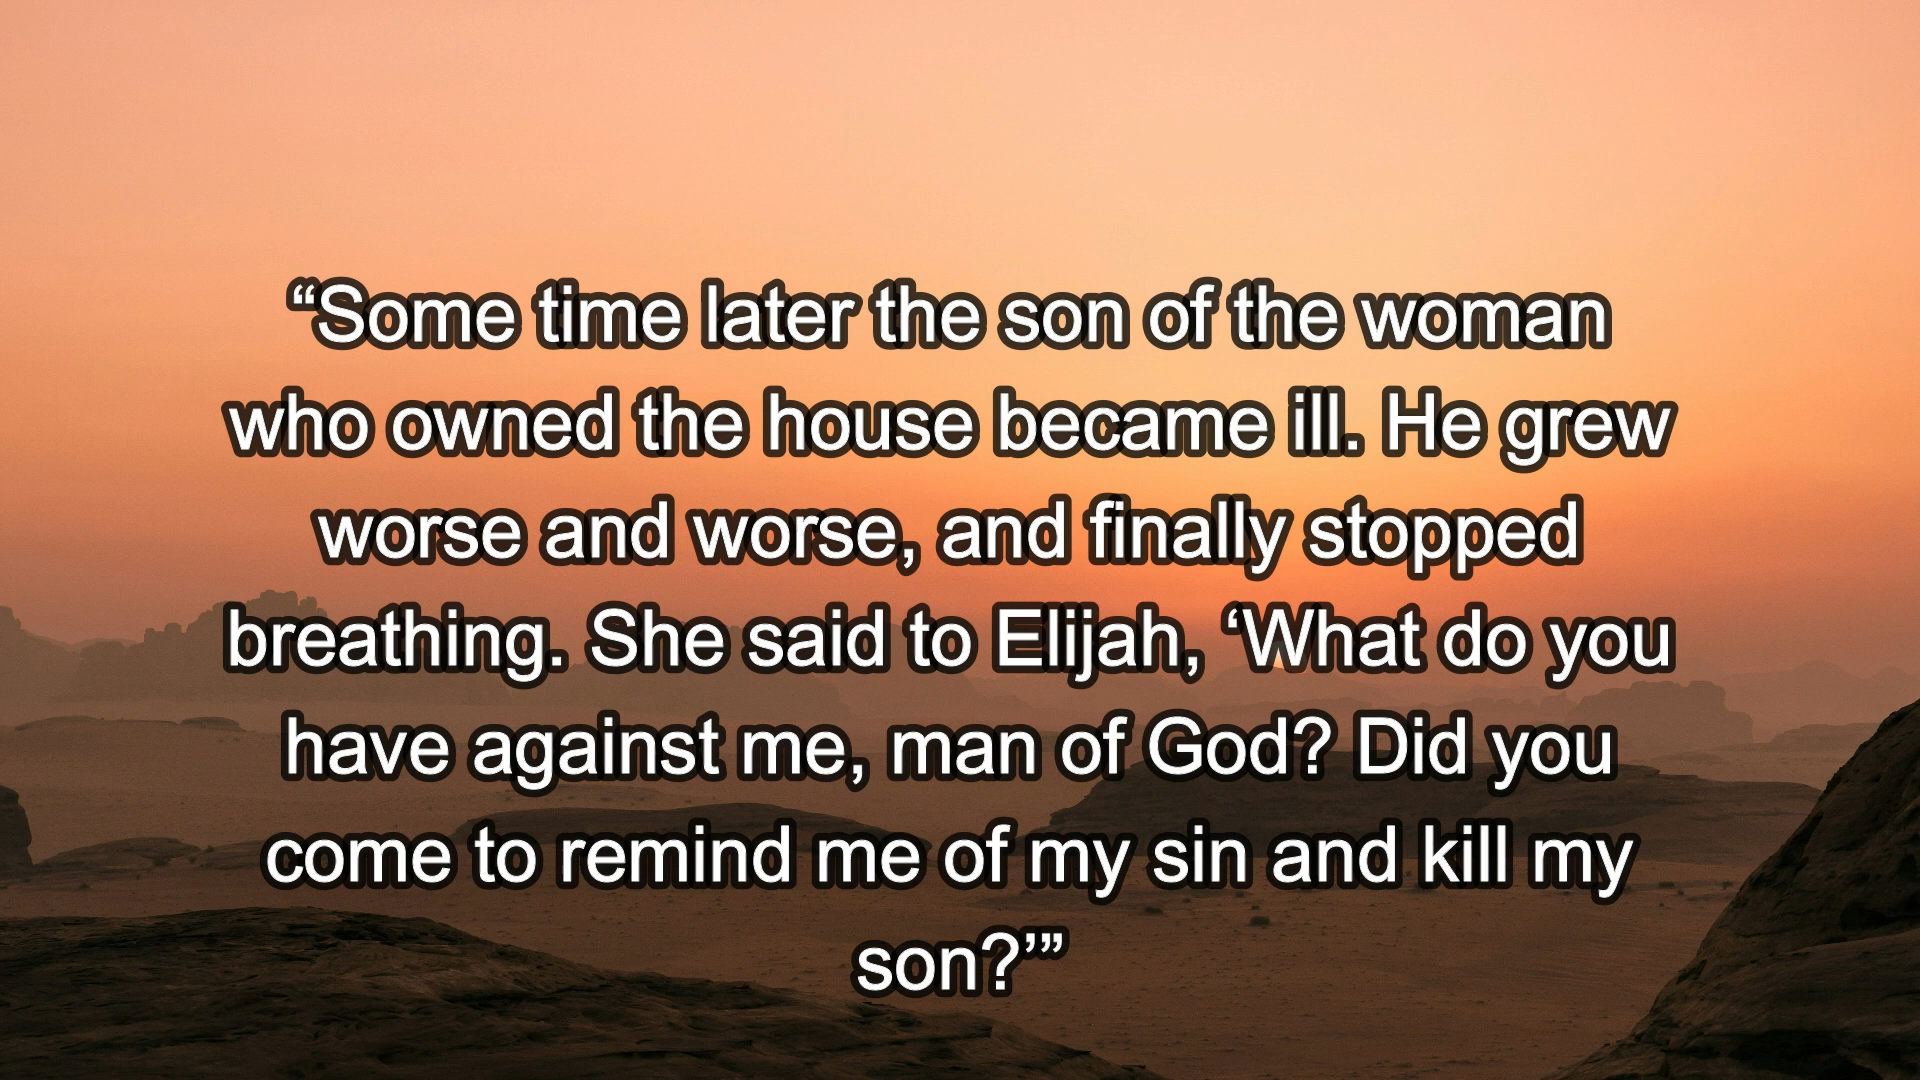 “Some time later the son of the woman
who owned the house became ill. He grew
worse and worse, and finally stopped
breathing. She said to Elijah, ‘What do you
have against me, man of God? Did you
come to remind me of my sin and kill my
son?’”